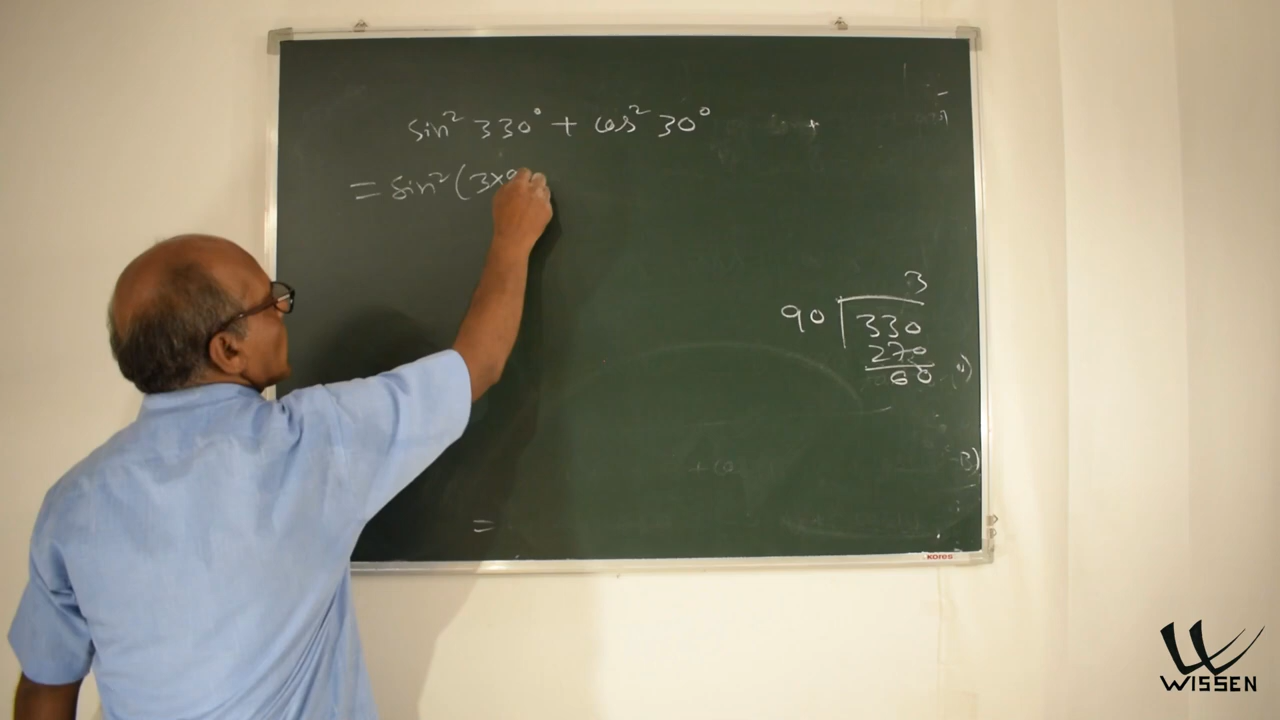 sin² 330° + cos² 30°
= sin² (3×9
3
90 330
270
60
=
KORES
WISSEN